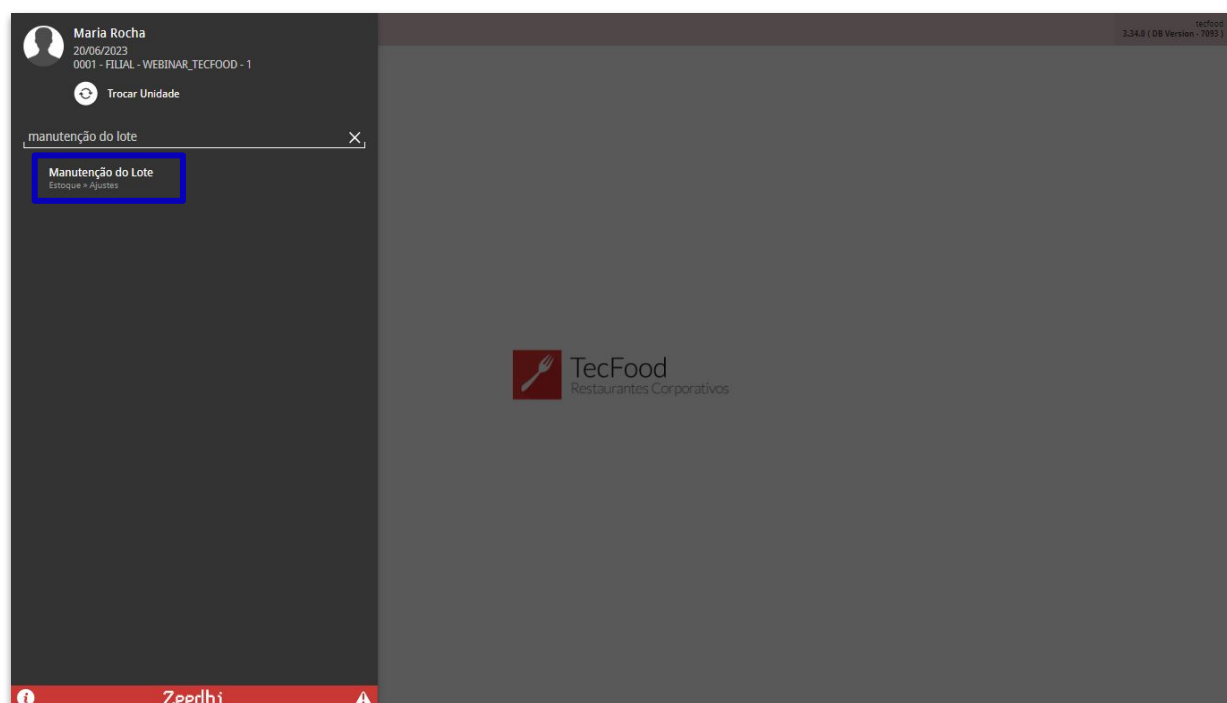 Maria Rocha
20/06/2023
0001 - FILIAL - WEBINAR_TECFOOD - 1
Trocar Unidade
manutenção do lote
Manutenção do Lote
Estoque » Ajustes
tecfood
3.34.0 ( DB Version - 7093 )
TecFood
Restaurantes Corporativos
Zeedhi